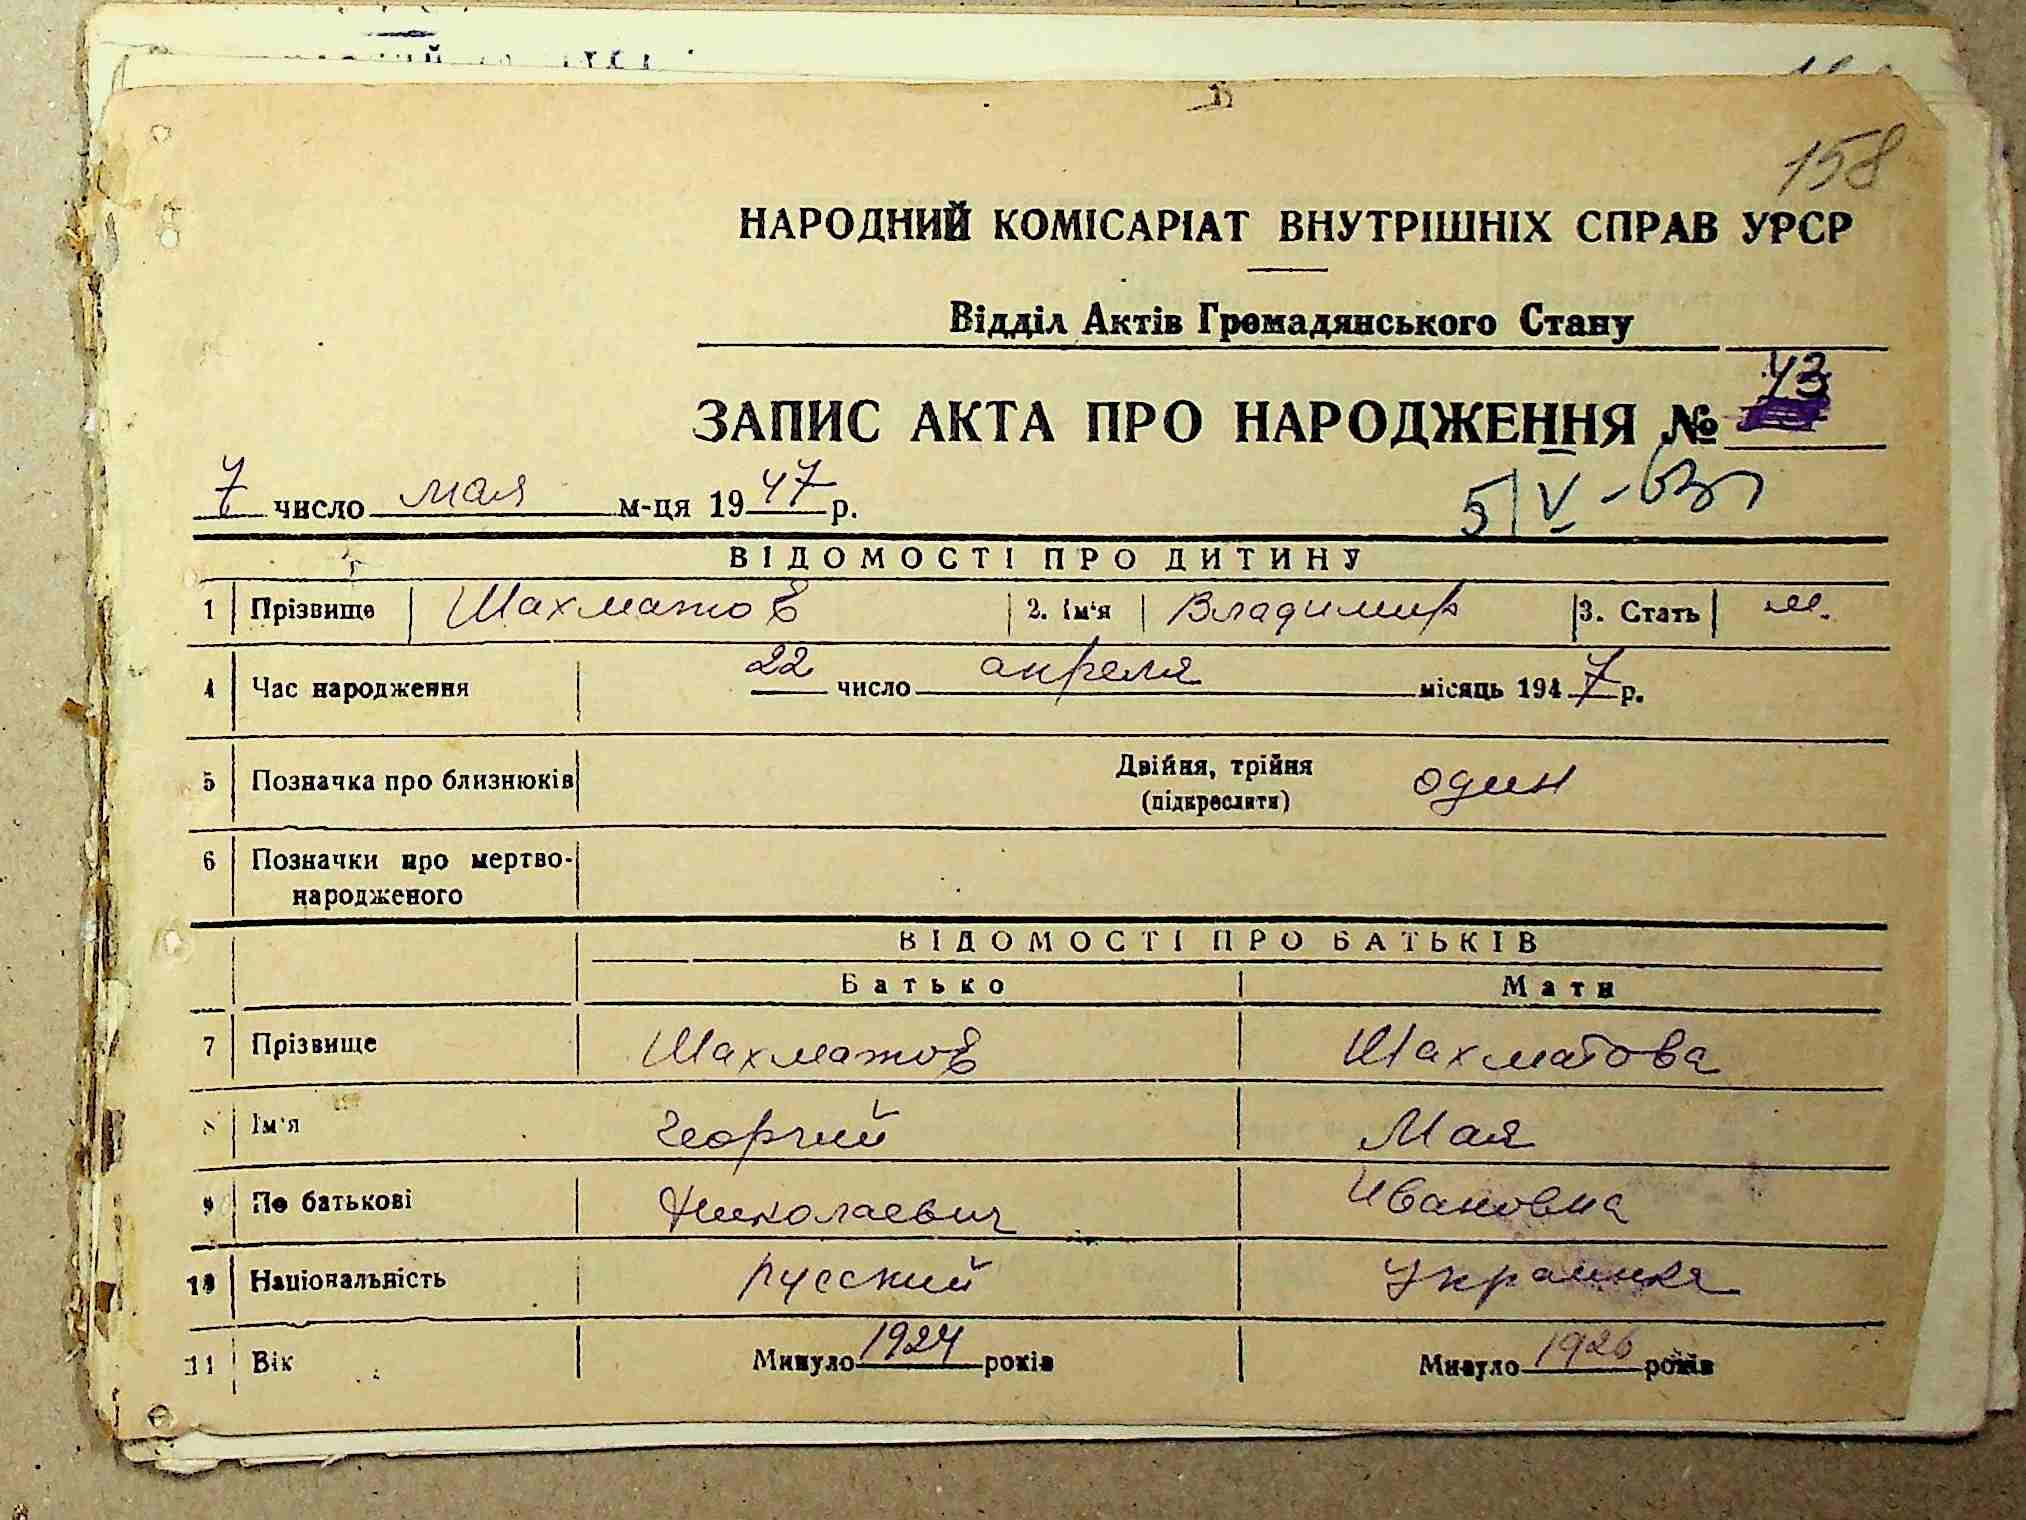 158
НАРОДНИЙ КОМІСАРІАТ ВНУТРІШНІХ СПРАВ УРСР
Відділ Актів Громадянського Стану
ЗАПИС АКТА ПРО НАРОДЖЕННЯ № 43
7 число мая м-ця 1947 р.
5/V-63г
ВІДОМОСТІ ПРО ДИТИНУ
1 Прізвище Шахматов 2. Ім'я Владимир 3. Стать м.
4 Час народження 22 число апреля місяць 1947 р.
5 Позначка про близнюків Двійня, трійня (підкреслити) один
6 Позначки про мертво-
народженого
ВІДОМОСТІ ПРО БАТЬКІВ
Батько Мати
7 Прізвище Шахматов Шахматова
8 Ім'я Георгий Мая
9 По батькові Николаевич Ивановна
10 Національність Русский Украинка
11 Вік Минуло 1924 років Минуло 1926 років